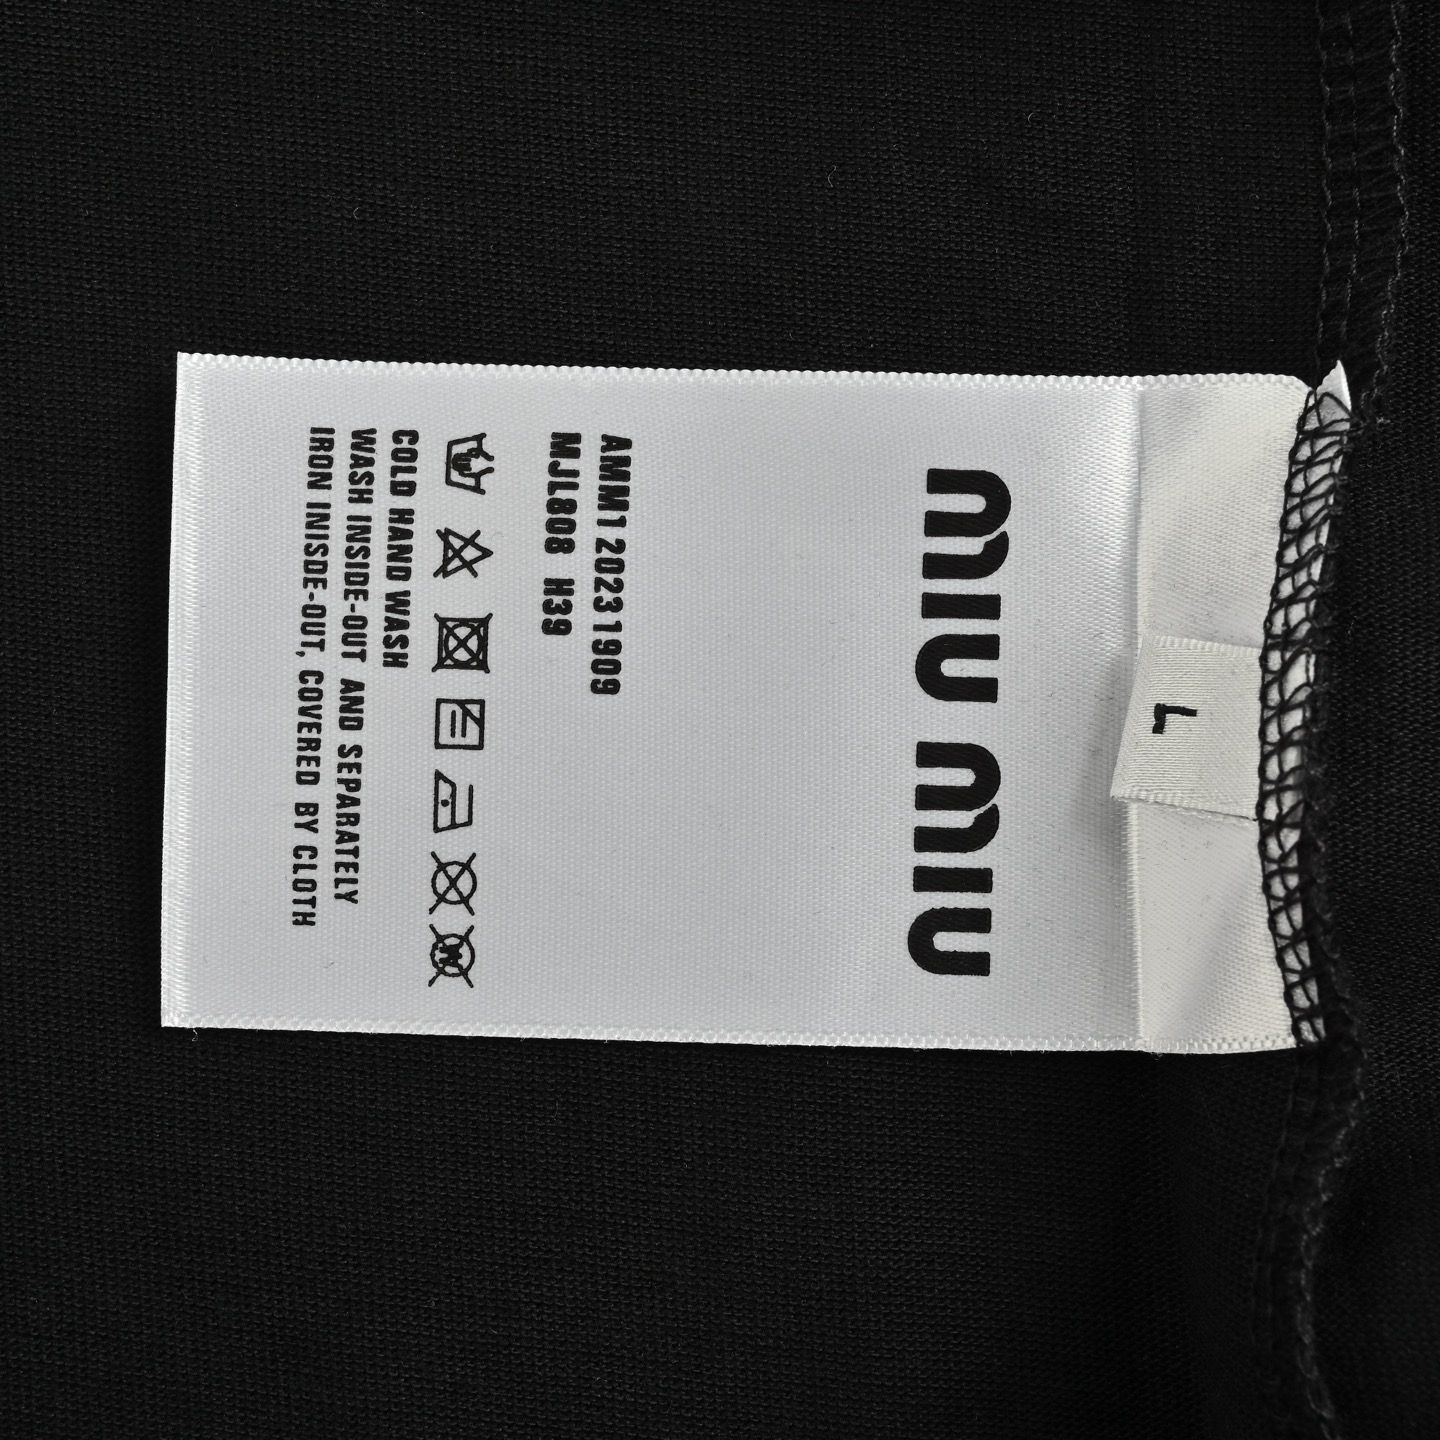 L
MIU MIU
AMM1 20231909
MJL808 H39
COLD HAND WASH
WASH INSIDE-OUT AND SEPARATELY
IRON INISDE-OUT, COVERED BY CLOTH